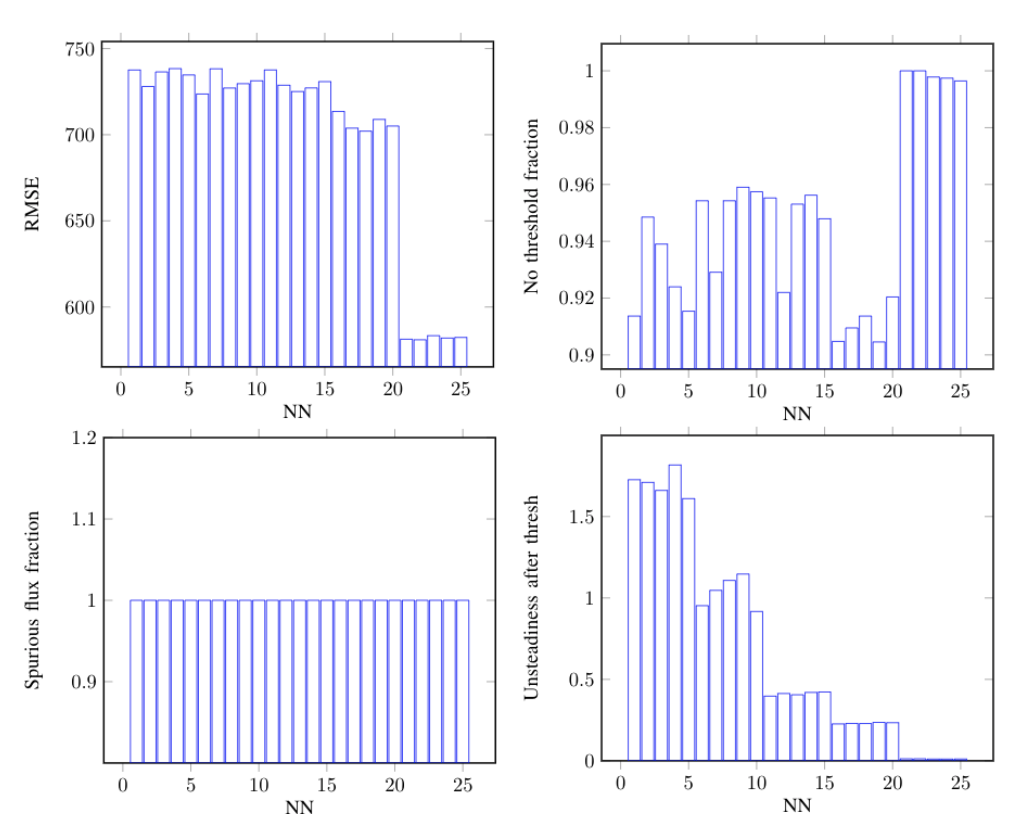 750
700
650
600
RMSE
0 5 10 15 20 25
NN
1
0.98
0.96
0.94
0.92
0.9
No threshold fraction
0 5 10 15 20 25
NN
1.2
1.1
1
0.9
Spurious flux fraction
0 5 10 15 20 25
NN
1.5
1
0.5
0
Unsteadiness after thresh
0 5 10 15 20 25
NN